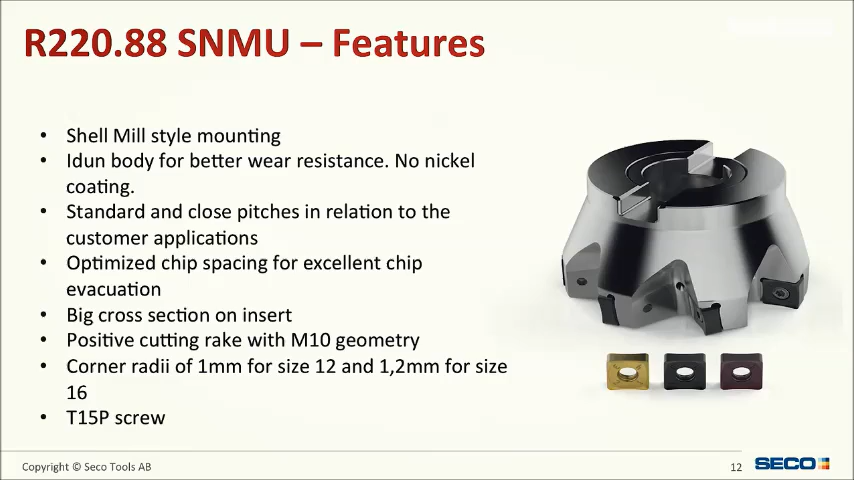 R220.88 SNMU – Features
• Shell Mill style mounting
• Idun body for better wear resistance. No nickel
coating.
• Standard and close pitches in relation to the
customer applications
• Optimized chip spacing for excellent chip
evacuation
• Big cross section on insert
• Positive cutting rake with M10 geometry
• Corner radii of 1mm for size 12 and 1,2mm for size
16
• T15P screw
Copyright © Seco Tools AB
12
SECO